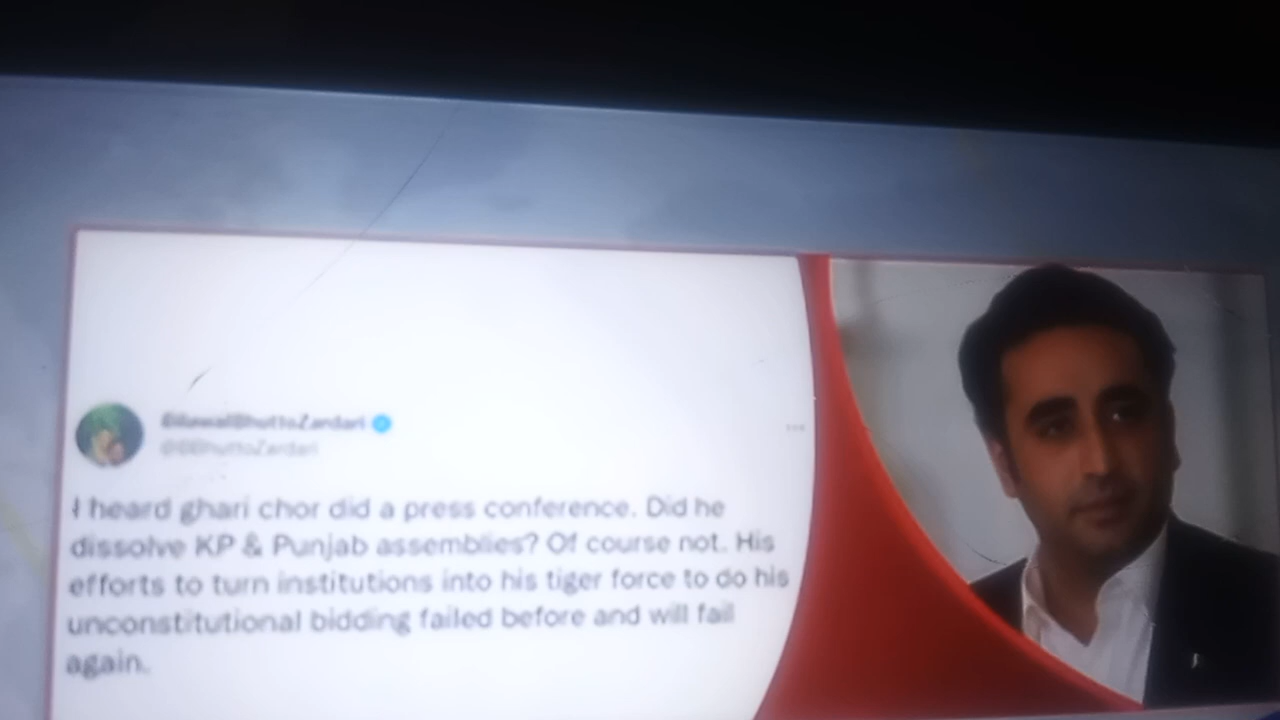 BilawalBhuttoZardari
@BBhuttoZardari
I heard ghari chor did a press conference. Did he
dissolve KP & Punjab assemblies? Of course not. His
efforts to turn institutions into his tiger force to do his
unconstitutional bidding failed before and will fail
again.